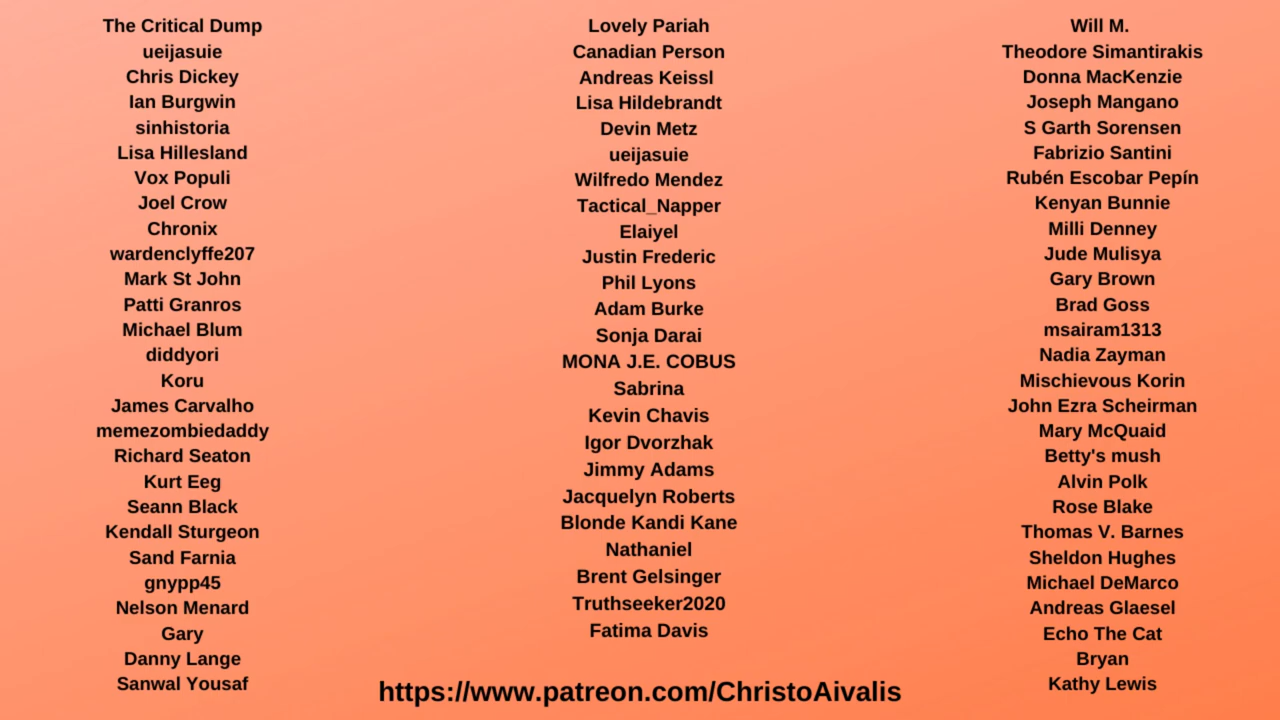 The Critical Dump
ueijasuie
Chris Dickey
Ian Burgwin
sinhistoria
Lisa Hillesland
Vox Populi
Joel Crow
Chronix
wardenclyffe207
Mark St John
Patti Granros
Michael Blum
diddyori
Koru
James Carvalho
memezombiedaddy
Richard Seaton
Kurt Eeg
Seann Black
Kendall Sturgeon
Sand Farnia
gnypp45
Nelson Menard
Gary
Danny Lange
Sanwal Yousaf
Lovely Pariah
Canadian Person
Andreas Keissl
Lisa Hildebrandt
Devin Metz
ueijasuie
Wilfredo Mendez
Tactical_Napper
Elaiyel
Justin Frederic
Phil Lyons
Adam Burke
Sonja Darai
MONA J.E. COBUS
Sabrina
Kevin Chavis
Igor Dvorzhak
Jimmy Adams
Jacquelyn Roberts
Blonde Kandi Kane
Nathaniel
Brent Gelsinger
Truthseeker2020
Fatima Davis
Will M.
Theodore Simantirakis
Donna MacKenzie
Joseph Mangano
S Garth Sorensen
Fabrizio Santini
Rubén Escobar Pepín
Kenyan Bunnie
Milli Denney
Jude Mulisya
Gary Brown
Brad Goss
msairam1313
Nadia Zayman
Mischievous Korin
John Ezra Scheirman
Mary McQuaid
Betty's mush
Alvin Polk
Rose Blake
Thomas V. Barnes
Sheldon Hughes
Michael DeMarco
Andreas Glaesel
Echo The Cat
Bryan
Kathy Lewis
https://www.patreon.com/ChristoAivalis